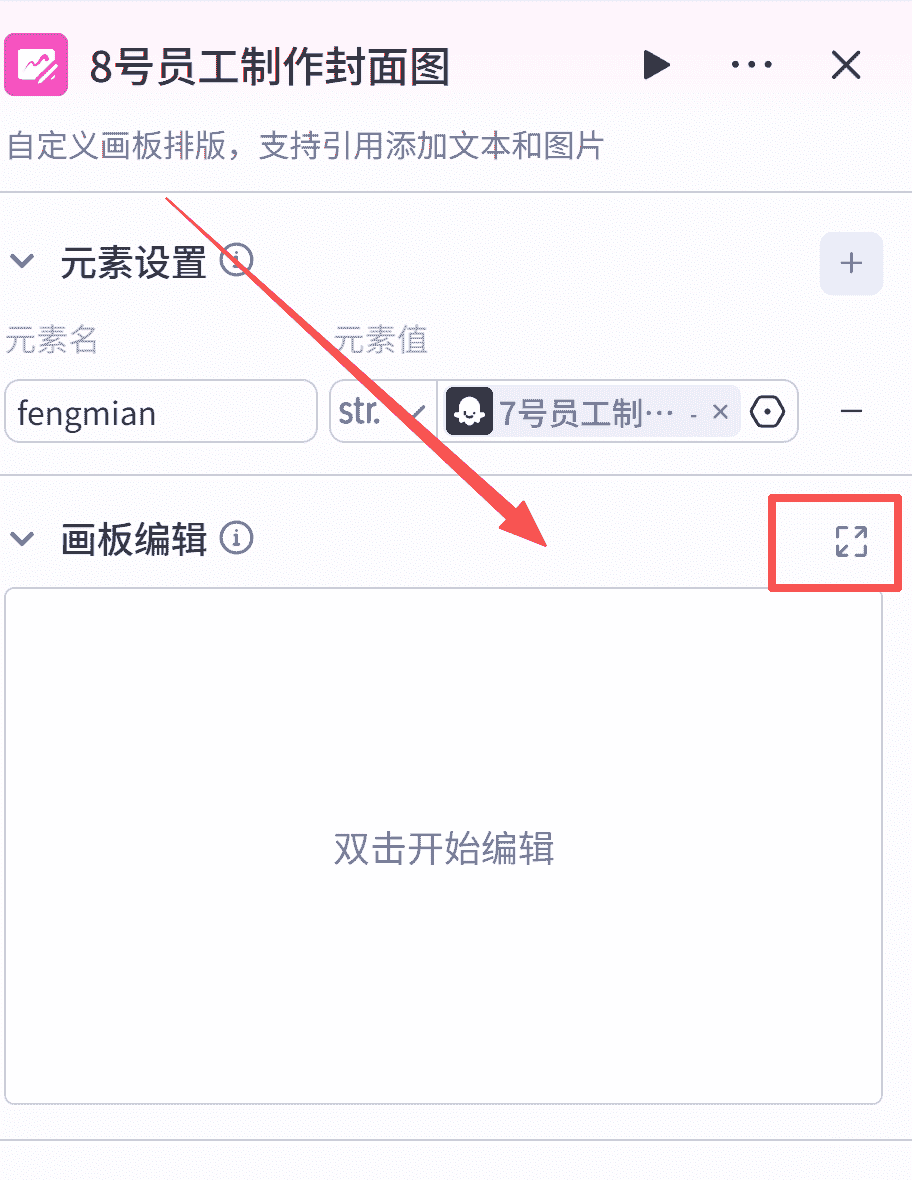 8号员工制作封面图
自定义画板排版，支持引用添加文本和图片
元素设置
元素名 元素值
fengmian str. 7号员工制··· -
画板编辑
双击开始编辑